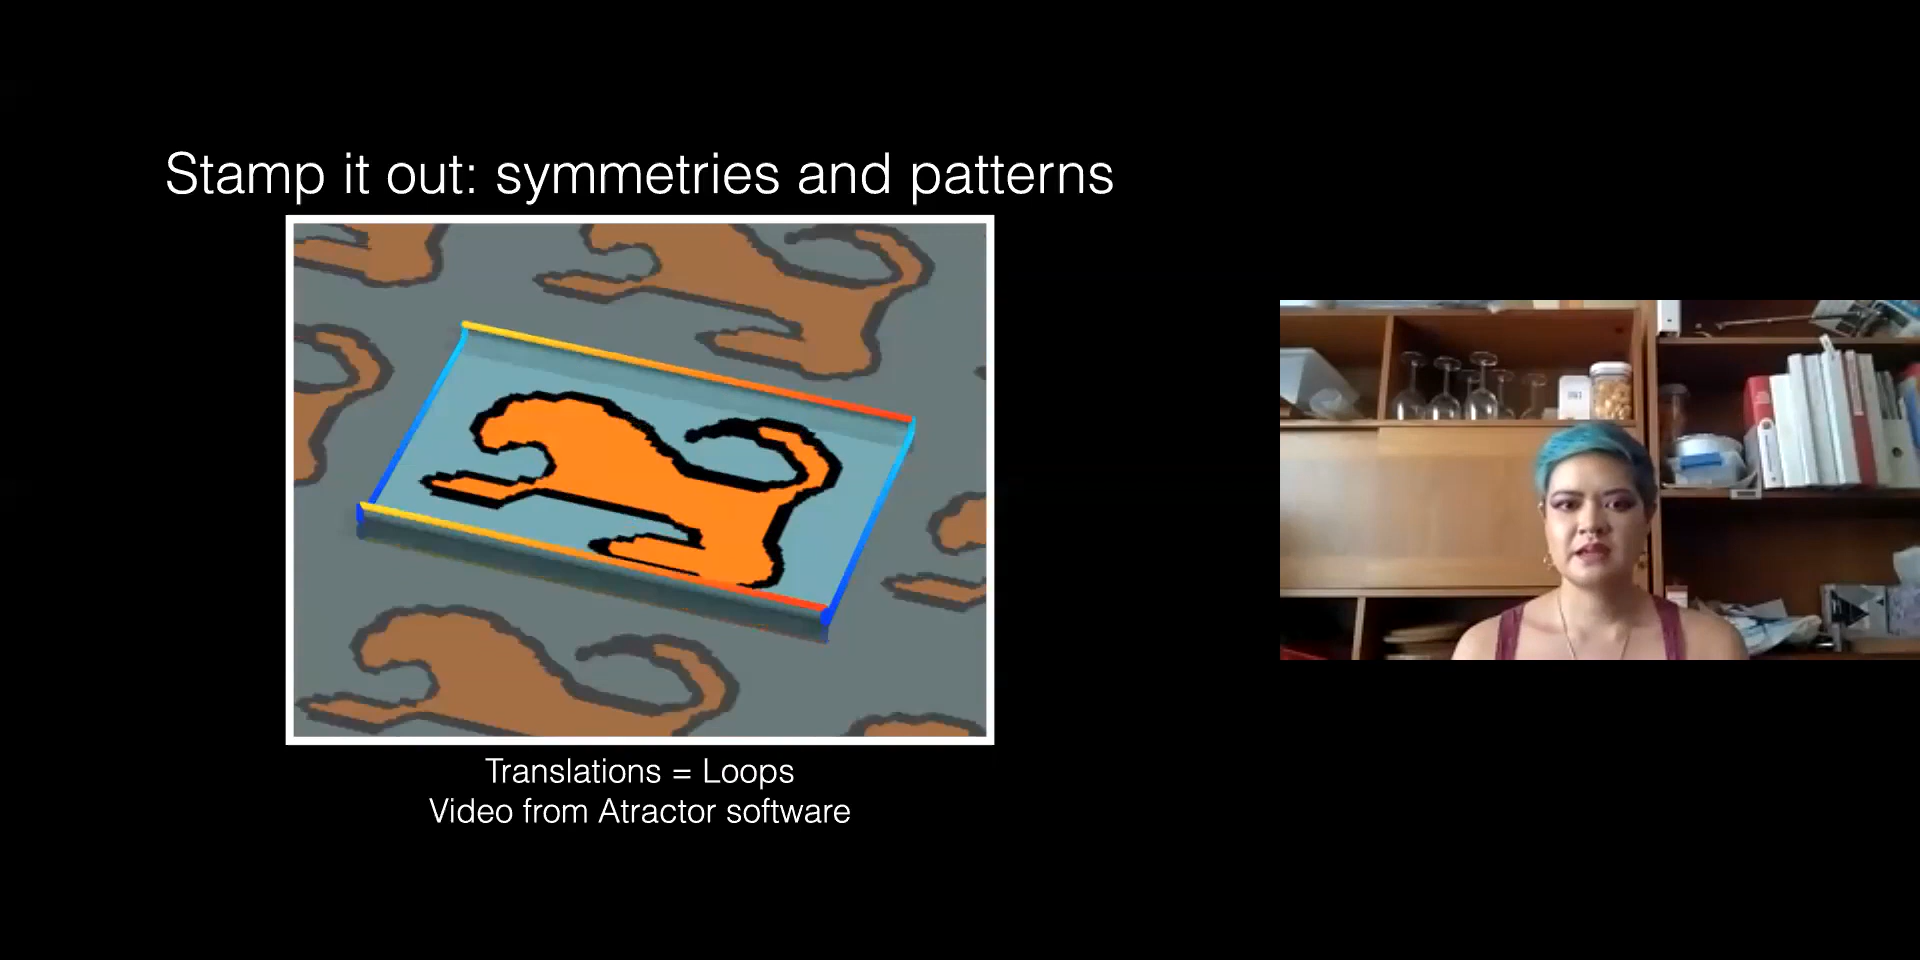 Stamp it out: symmetries and patterns
Translations = Loops
Video from Atractor software